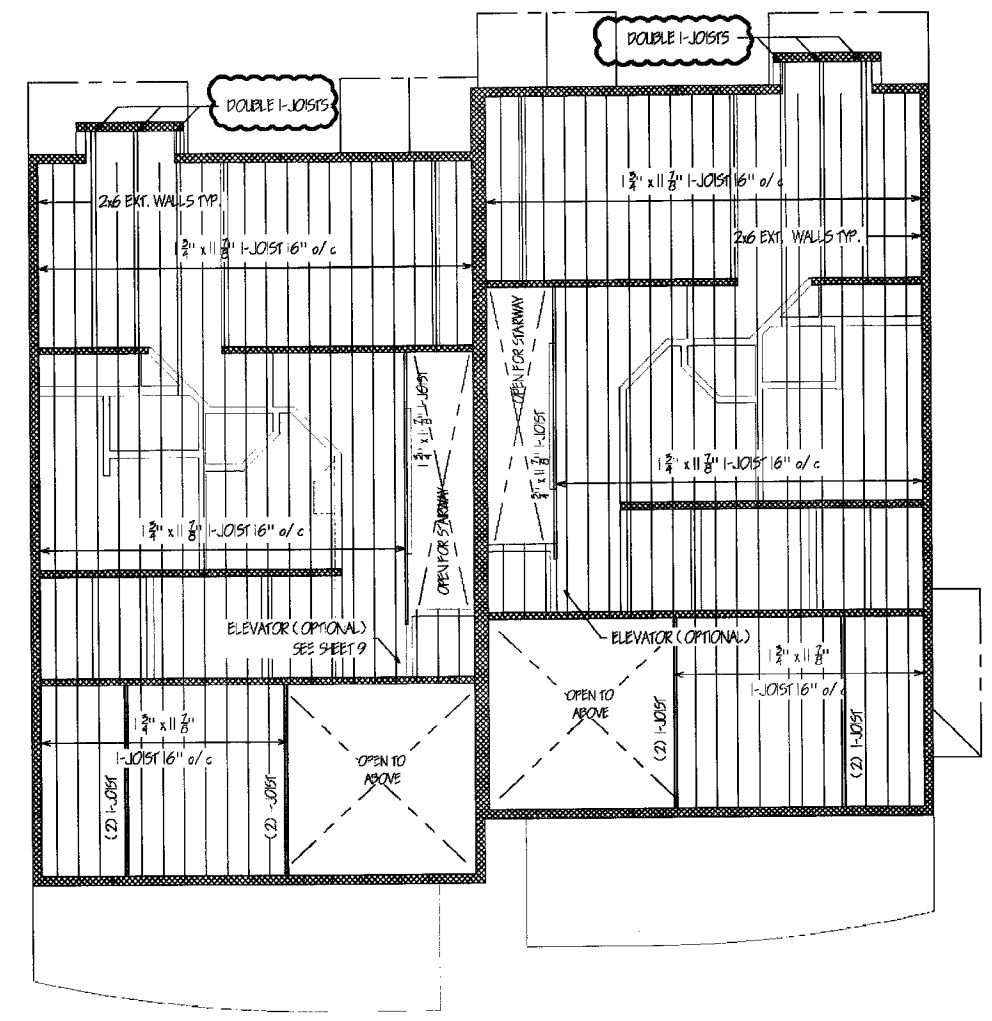 DOUBLE I-JOISTS
DOUBLE I-JOISTS
2x6 EXT. WALLS TYP.
1 3/4" x 11 7/8" I-JOIST 16" o/c
1 3/4" x 11 7/8" I-JOIST 16" o/c
2x6 EXT. WALLS TYP.
OPEN FOR STARWAY
1 3/4" x 11 7/8" I-JOIST
OPEN FOR STARWAY
3/4" x 11 7/8" I-JOIST
1 3/4" x 11 7/8" I-JOIST 16" o/c
1 3/4" x 11 7/8" I-JOIST 16" o/c
ELEVATOR (OPTIONAL)
SEE SHEET 9
ELEVATOR (OPTIONAL)
1 3/4" x 11 7/8"
I-JOIST 16" o/c
OPEN TO
ABOVE
(2) I-JOIST
(2) I-JOIST
1 3/4" x 11 7/8"
I-JOIST 16" o/c
OPEN TO
ABOVE
(2) I-JOIST
(2) -JOIST